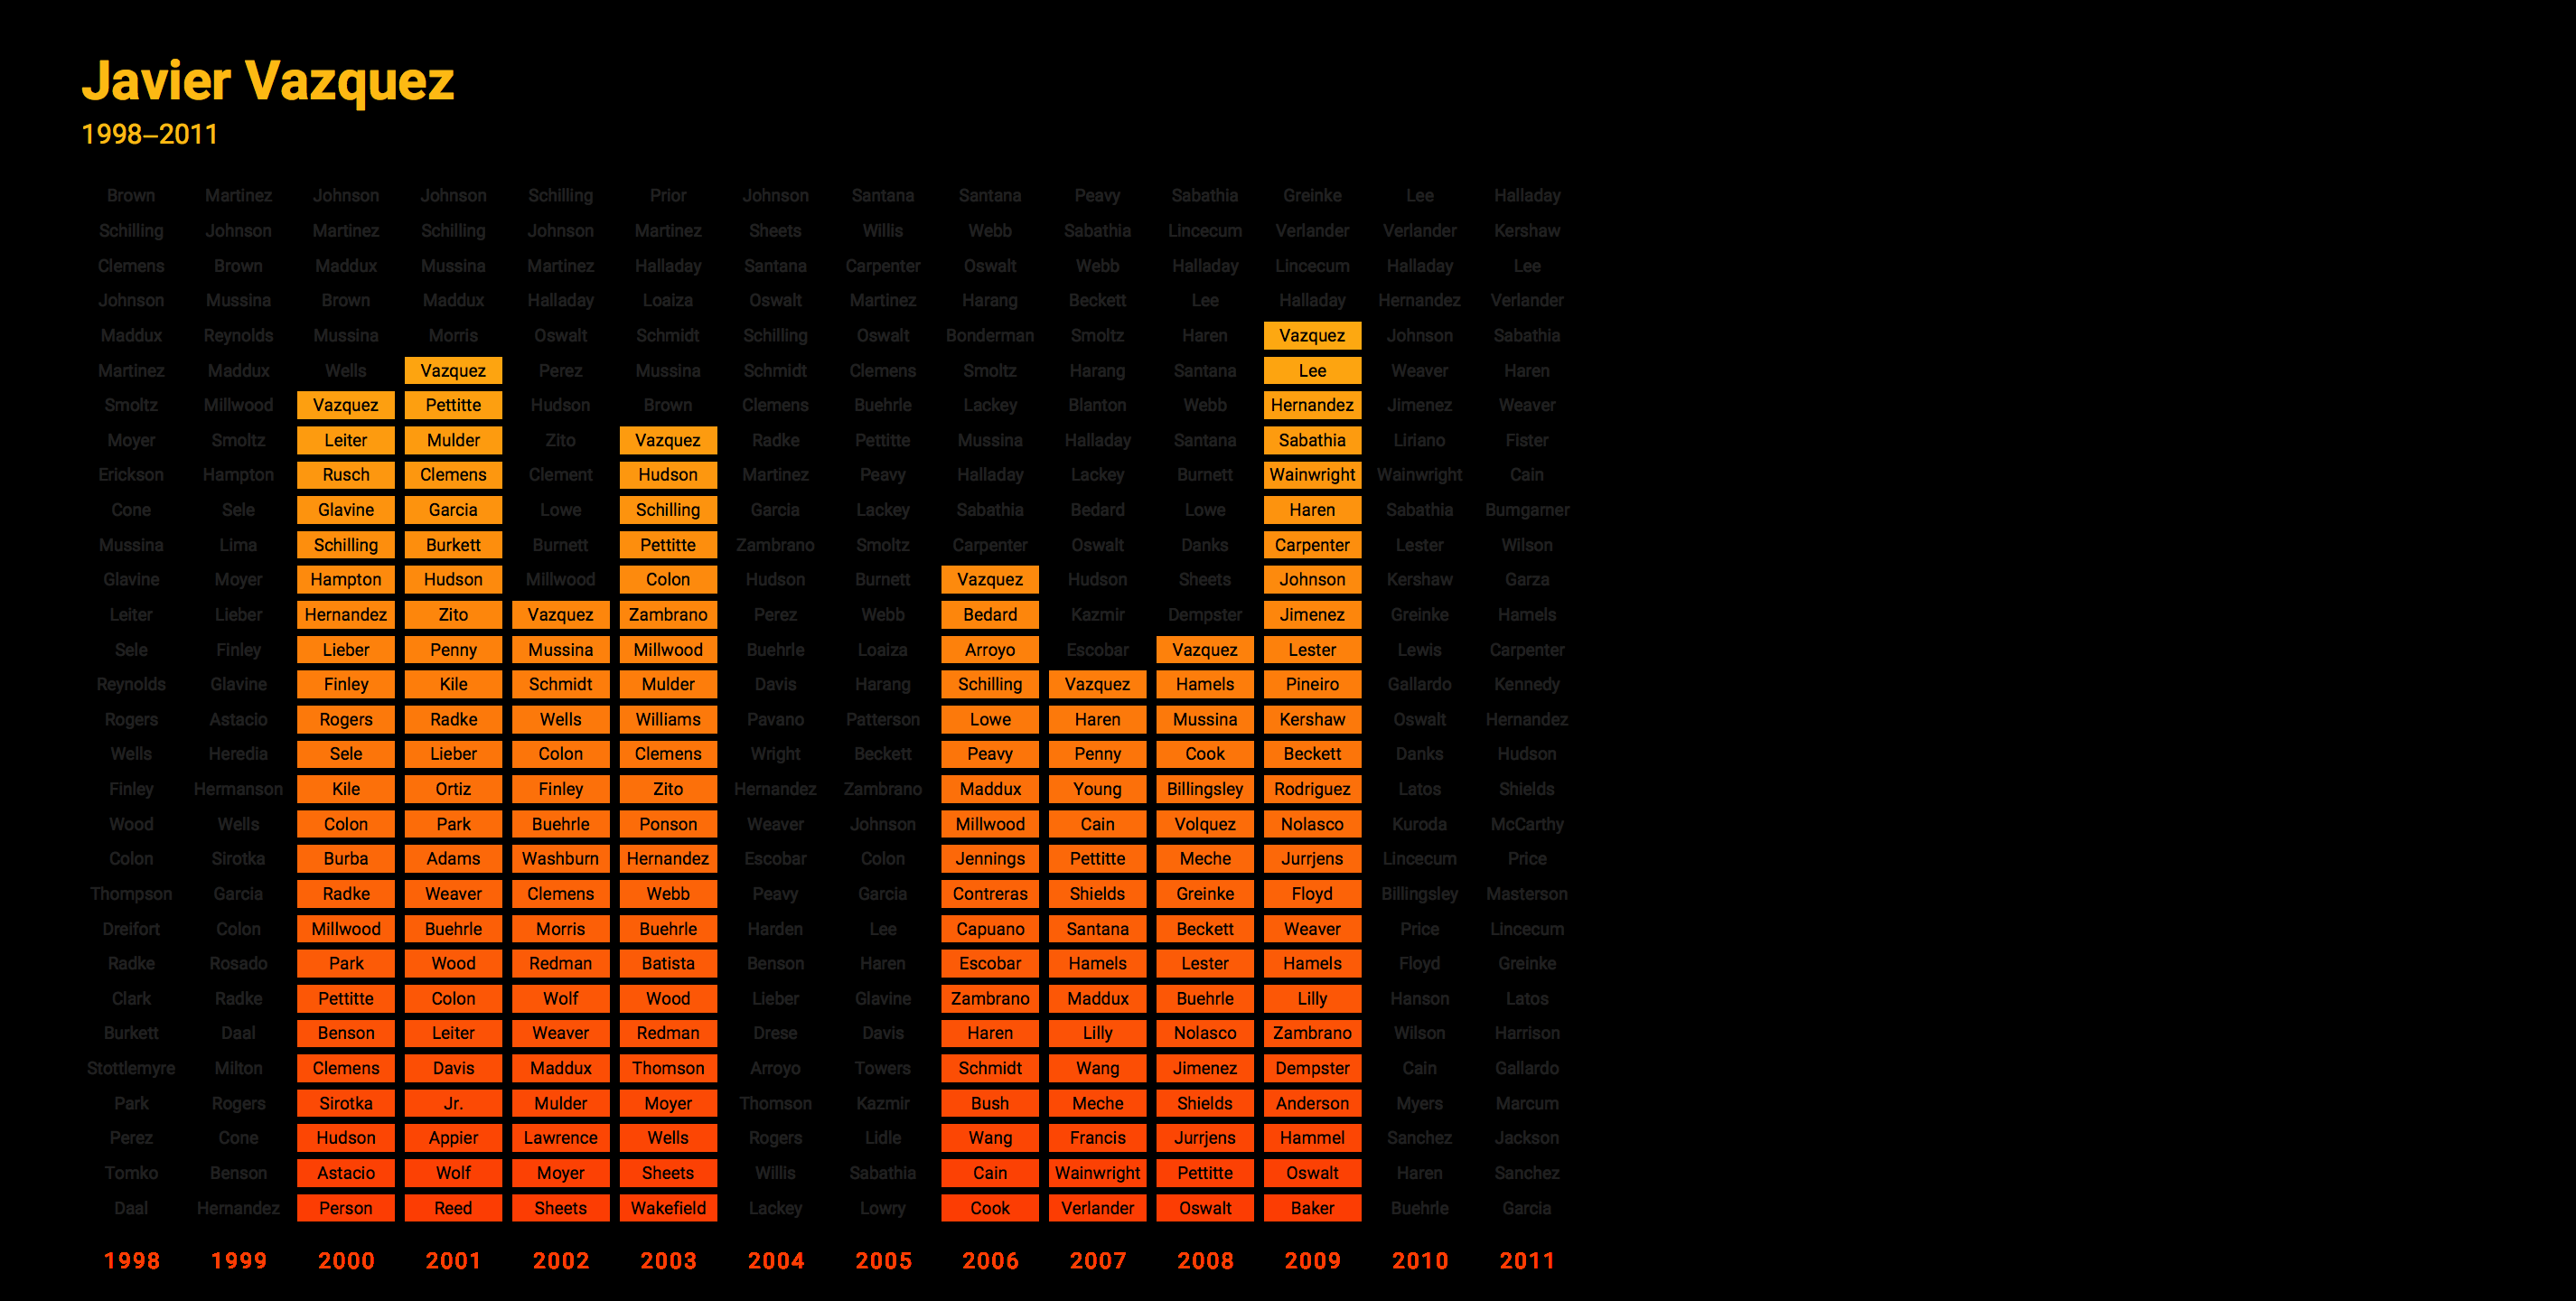 Javier Vazquez
1998–2011
Brown Martinez Johnson Johnson Schilling Prior Johnson Santana Santana Peavy Sabathia Greinke Lee Halladay
Schilling Johnson Martinez Schilling Johnson Martinez Sheets Willis Webb Sabathia Lincecum Verlander Verlander Kershaw
Clemens Brown Maddux Mussina Martinez Halladay Santana Carpenter Oswalt Webb Halladay Lincecum Halladay Lee
Johnson Mussina Brown Maddux Halladay Loaiza Oswalt Martinez Harang Beckett Lee Halladay Hernandez Verlander
Maddux Reynolds Mussina Morris Oswalt Schmidt Schilling Oswalt Bonderman Smoltz Haren Vazquez Johnson Sabathia
Martinez Maddux Wells Vazquez Perez Mussina Schmidt Clemens Smoltz Harang Santana Lee Weaver Haren
Smoltz Millwood Vazquez Pettitte Hudson Brown Clemens Buehrle Lackey Blanton Webb Hernandez Jimenez Weaver
Moyer Smoltz Leiter Mulder Zito Vazquez Radke Pettitte Mussina Halladay Santana Sabathia Liriano Fister
Erickson Hampton Rusch Clemens Clement Hudson Martinez Peavy Halladay Lackey Burnett Wainwright Wainwright Cain
Cone Sele Glavine Garcia Lowe Schilling Garcia Lackey Sabathia Bedard Lowe Haren Sabathia Bumgarner
Mussina Lima Schilling Burkett Burnett Pettitte Zambrano Smoltz Carpenter Oswalt Danks Carpenter Lester Wilson
Glavine Moyer Hampton Hudson Millwood Colon Hudson Burnett Vazquez Hudson Sheets Johnson Kershaw Garza
Leiter Lieber Hernandez Zito Vazquez Zambrano Perez Webb Bedard Kazmir Dempster Jimenez Greinke Hamels
Sele Finley Lieber Penny Mussina Millwood Buehrle Loaiza Arroyo Escobar Vazquez Lester Lewis Carpenter
Reynolds Glavine Finley Kile Schmidt Mulder Davis Harang Schilling Vazquez Hamels Pineiro Gallardo Kennedy
Rogers Astacio Rogers Radke Wells Williams Pavano Patterson Lowe Haren Mussina Kershaw Oswalt Hernandez
Wells Heredia Sele Lieber Colon Clemens Wright Beckett Peavy Penny Cook Beckett Danks Hudson
Finley Hermanson Kile Ortiz Finley Zito Hernandez Zambrano Maddux Young Billingsley Rodriguez Latos Shields
Wood Wells Colon Park Buehrle Ponson Weaver Johnson Millwood Cain Volquez Nolasco Kuroda McCarthy
Colon Sirotka Burba Adams Washburn Hernandez Escobar Colon Jennings Pettitte Meche Jurrjens Lincecum Price
Thompson Garcia Radke Weaver Clemens Webb Peavy Garcia Contreras Shields Greinke Floyd Billingsley Masterson
Dreifort Colon Millwood Buehrle Morris Buehrle Harden Lee Capuano Santana Beckett Weaver Price Lincecum
Radke Rosado Park Wood Redman Batista Benson Haren Escobar Hamels Lester Hamels Floyd Greinke
Clark Radke Pettitte Colon Wolf Wood Lieber Glavine Zambrano Maddux Buehrle Lilly Hanson Latos
Burkett Daal Benson Leiter Weaver Redman Drese Davis Haren Lilly Nolasco Zambrano Wilson Harrison
Stottlemyre Milton Clemens Davis Maddux Thomson Arroyo Towers Schmidt Wang Jimenez Dempster Cain Gallardo
Park Rogers Sirotka Jr. Mulder Moyer Thomson Kazmir Bush Meche Shields Anderson Myers Marcum
Perez Cone Hudson Appier Lawrence Wells Rogers Lidle Wang Francis Jurrjens Hammel Sanchez Jackson
Tomko Benson Astacio Wolf Moyer Sheets Willis Sabathia Cain Wainwright Pettitte Oswalt Haren Sanchez
Daal Hernandez Person Reed Sheets Wakefield Lackey Lowry Cook Verlander Oswalt Baker Buehrle Garcia
1998 1999 2000 2001 2002 2003 2004 2005 2006 2007 2008 2009 2010 2011